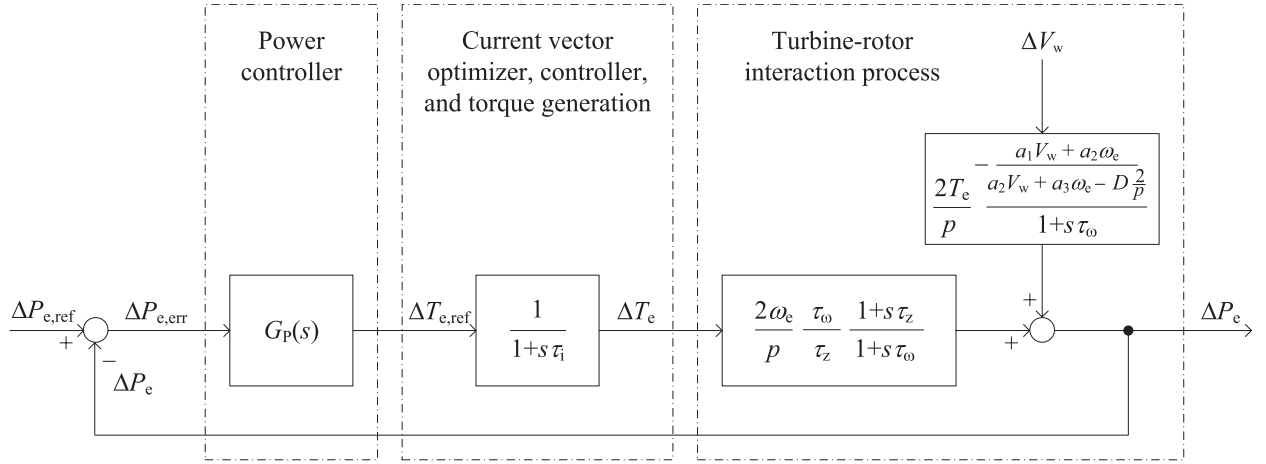 Power
controller
Current vector
optimizer, controller,
and torque generation
Turbine-rotor
interaction process
ΔV_w
2T_e/p · (− (a_1V_w + a_2ω_e)/(a_2V_w + a_3ω_e − D 2/p))/(1+sτ_ω)
ΔP_e,ref
+
−
ΔP_e
ΔP_e,err
G_P(s)
ΔT_e,ref
1/(1+sτ_i)
ΔT_e
2ω_e/p τ_ω/τ_z (1+sτ_z)/(1+sτ_ω)
+
+
ΔP_e